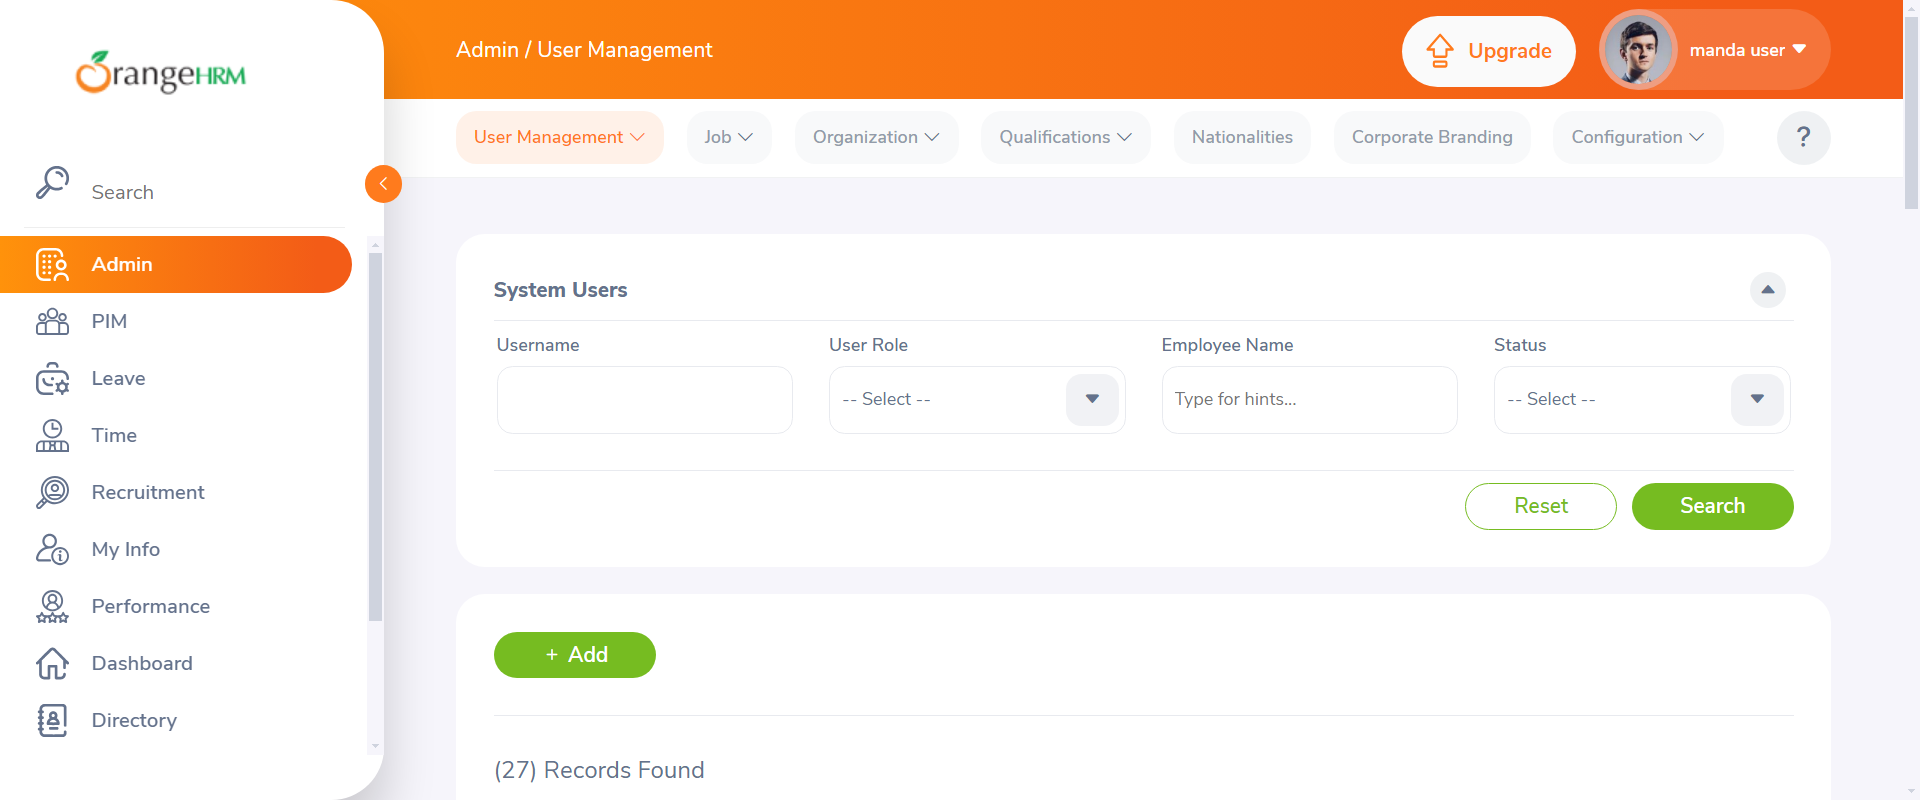 OrangeHRM
Search
Admin
PIM
Leave
Time
Recruitment
My Info
Performance
Dashboard
Directory
Admin / User Management
Upgrade
manda user
User Management
Job
Organization
Qualifications
Nationalities
Corporate Branding
Configuration
?
System Users
Username
User Role
Employee Name
Status
-- Select --
Type for hints...
-- Select --
Reset
Search
+ Add
(27) Records Found